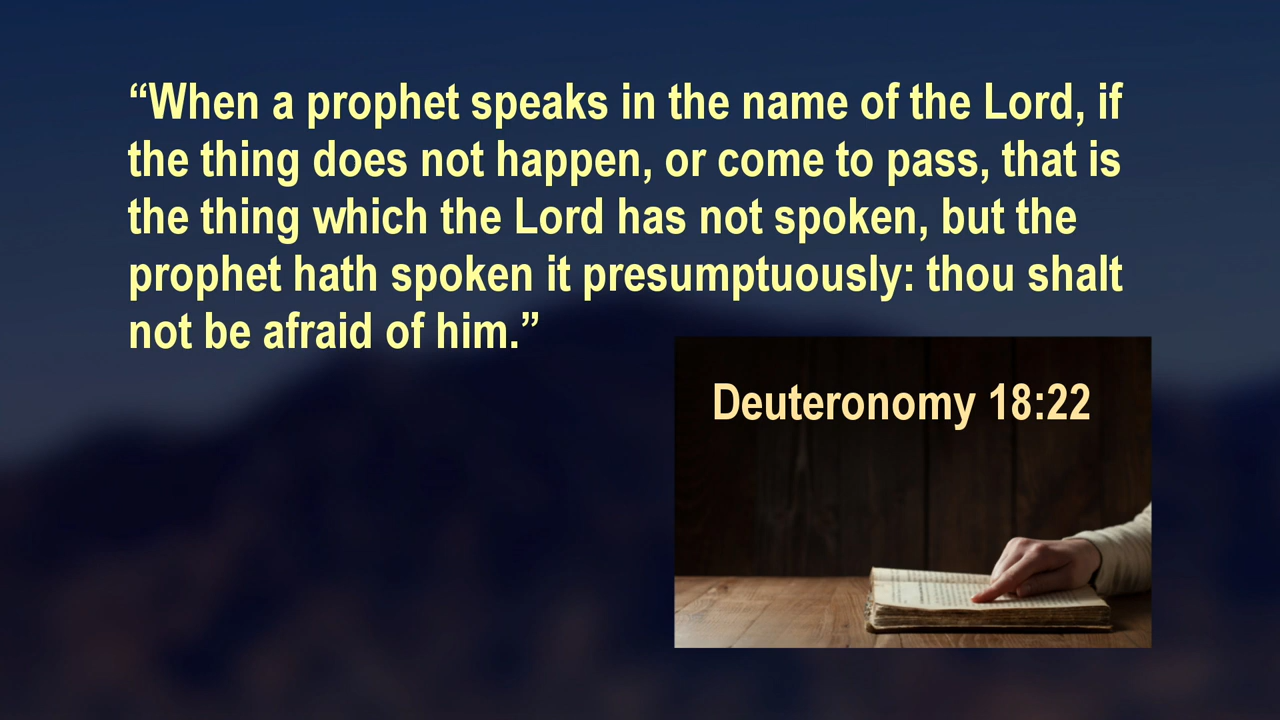 “When a prophet speaks in the name of the Lord, if
the thing does not happen, or come to pass, that is
the thing which the Lord has not spoken, but the
prophet hath spoken it presumptuously: thou shalt
not be afraid of him.”
Deuteronomy 18:22